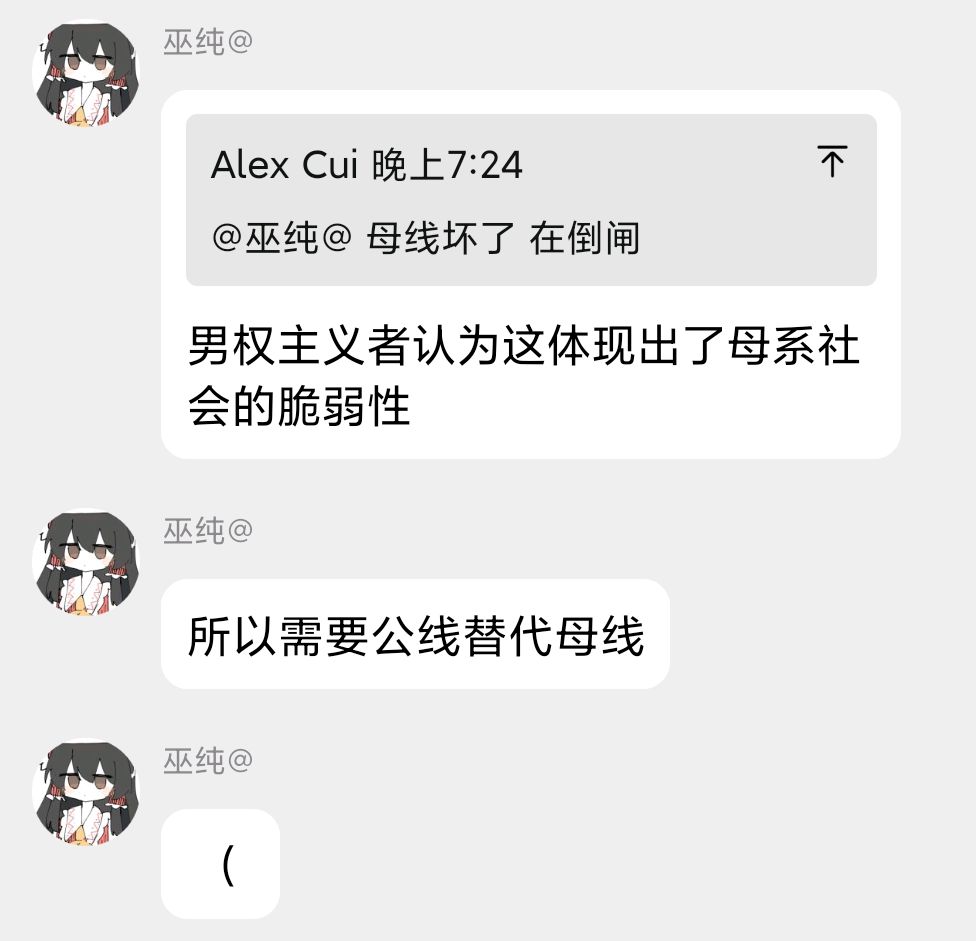 巫纯@
Alex Cui 晚上7:24
@巫纯@ 母线坏了 在倒闸
男权主义者认为这体现出了母系社
会的脆弱性
巫纯@
所以需要公线替代母线
巫纯@
（